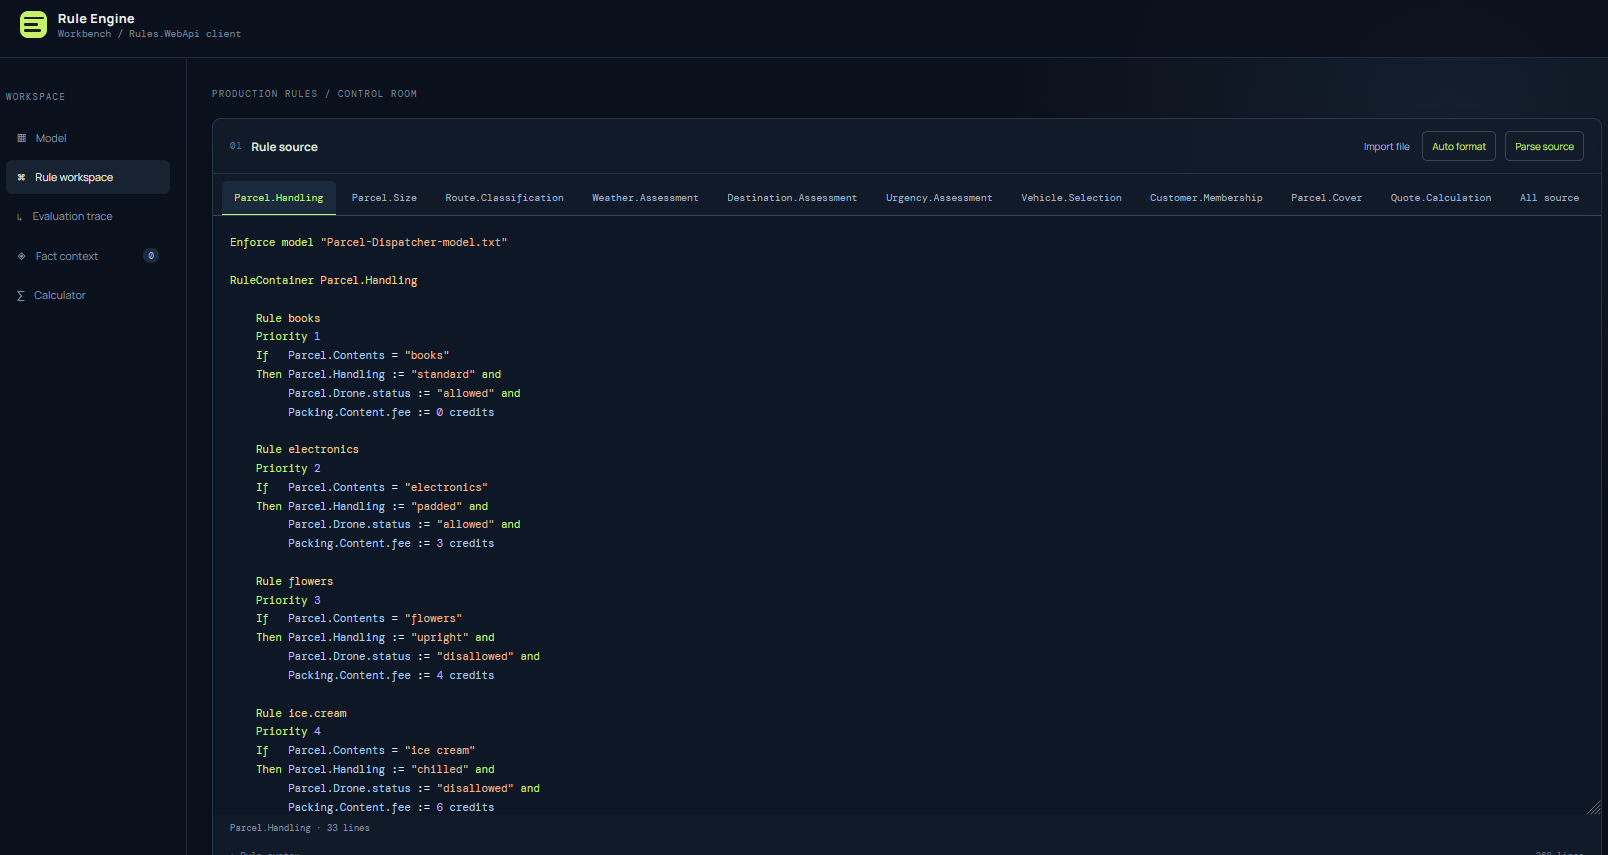 Rule Engine
Workbench / Rules.WebApi client
WORKSPACE
Model
Rule workspace
Evaluation trace
Fact context 0
Calculator
PRODUCTION RULES / CONTROL ROOM
01 Rule source
Import file Auto format Parse source
Parcel.Handling Parcel.Size Route.Classification Weather.Assessment Destination.Assessment Urgency.Assessment Vehicle.Selection Customer.Membership Parcel.Cover Quote.Calculation All source
Enforce model "Parcel-Dispatcher-model.txt"
RuleContainer Parcel.Handling
Rule books
Priority 1
If Parcel.Contents = "books"
Then Parcel.Handling := "standard" and
Parcel.Drone.status := "allowed" and
Packing.Content.fee := 0 credits
Rule electronics
Priority 2
If Parcel.Contents = "electronics"
Then Parcel.Handling := "padded" and
Parcel.Drone.status := "allowed" and
Packing.Content.fee := 3 credits
Rule flowers
Priority 3
If Parcel.Contents = "flowers"
Then Parcel.Handling := "upright" and
Parcel.Drone.status := "disallowed" and
Packing.Content.fee := 4 credits
Rule ice.cream
Priority 4
If Parcel.Contents = "ice cream"
Then Parcel.Handling := "chilled" and
Parcel.Drone.status := "disallowed" and
Packing.Content.fee := 6 credits
Parcel.Handling · 33 lines